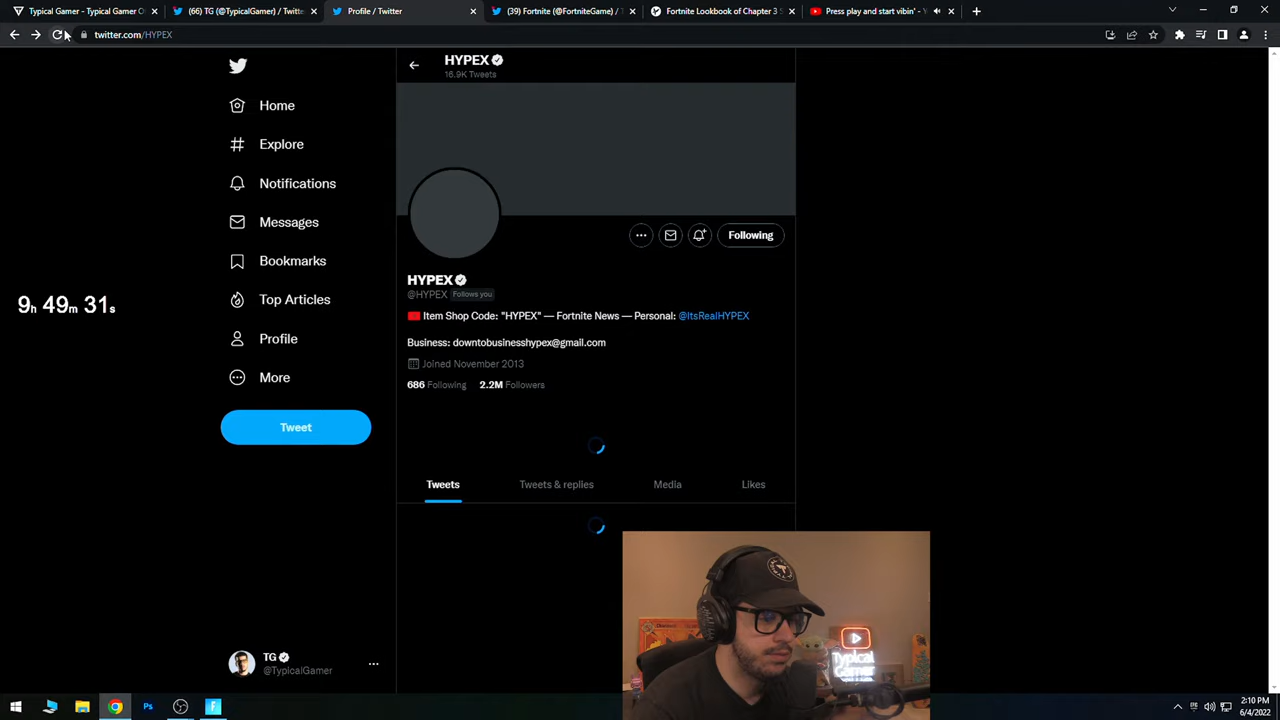 Typical Gamer - Typical Gamer
(66) TG (@TypicalGamer) / Twitte
Profile / Twitter
(39) Fortnite (@FortniteGame) / T
Fortnite Lookbook of Chapter 3 S
Press play and start vibin' -
twitter.com/HYPEX
HYPEX
16.9K Tweets
Home
Explore
Notifications
Messages
Bookmarks
Top Articles
Profile
More
Tweet
Following
HYPEX
@HYPEX Follows you
Item Shop Code: "HYPEX" — Fortnite News — Personal: @ItsRealHYPEX
Business: downtobusinesshypex@gmail.com
Joined November 2013
686 Following 2.2M Followers
Tweets Tweets & replies Media Likes
9h 49m 31s
TG
@TypicalGamer
Typical
Gamer
Ps
2:10 PM
6/4/2022